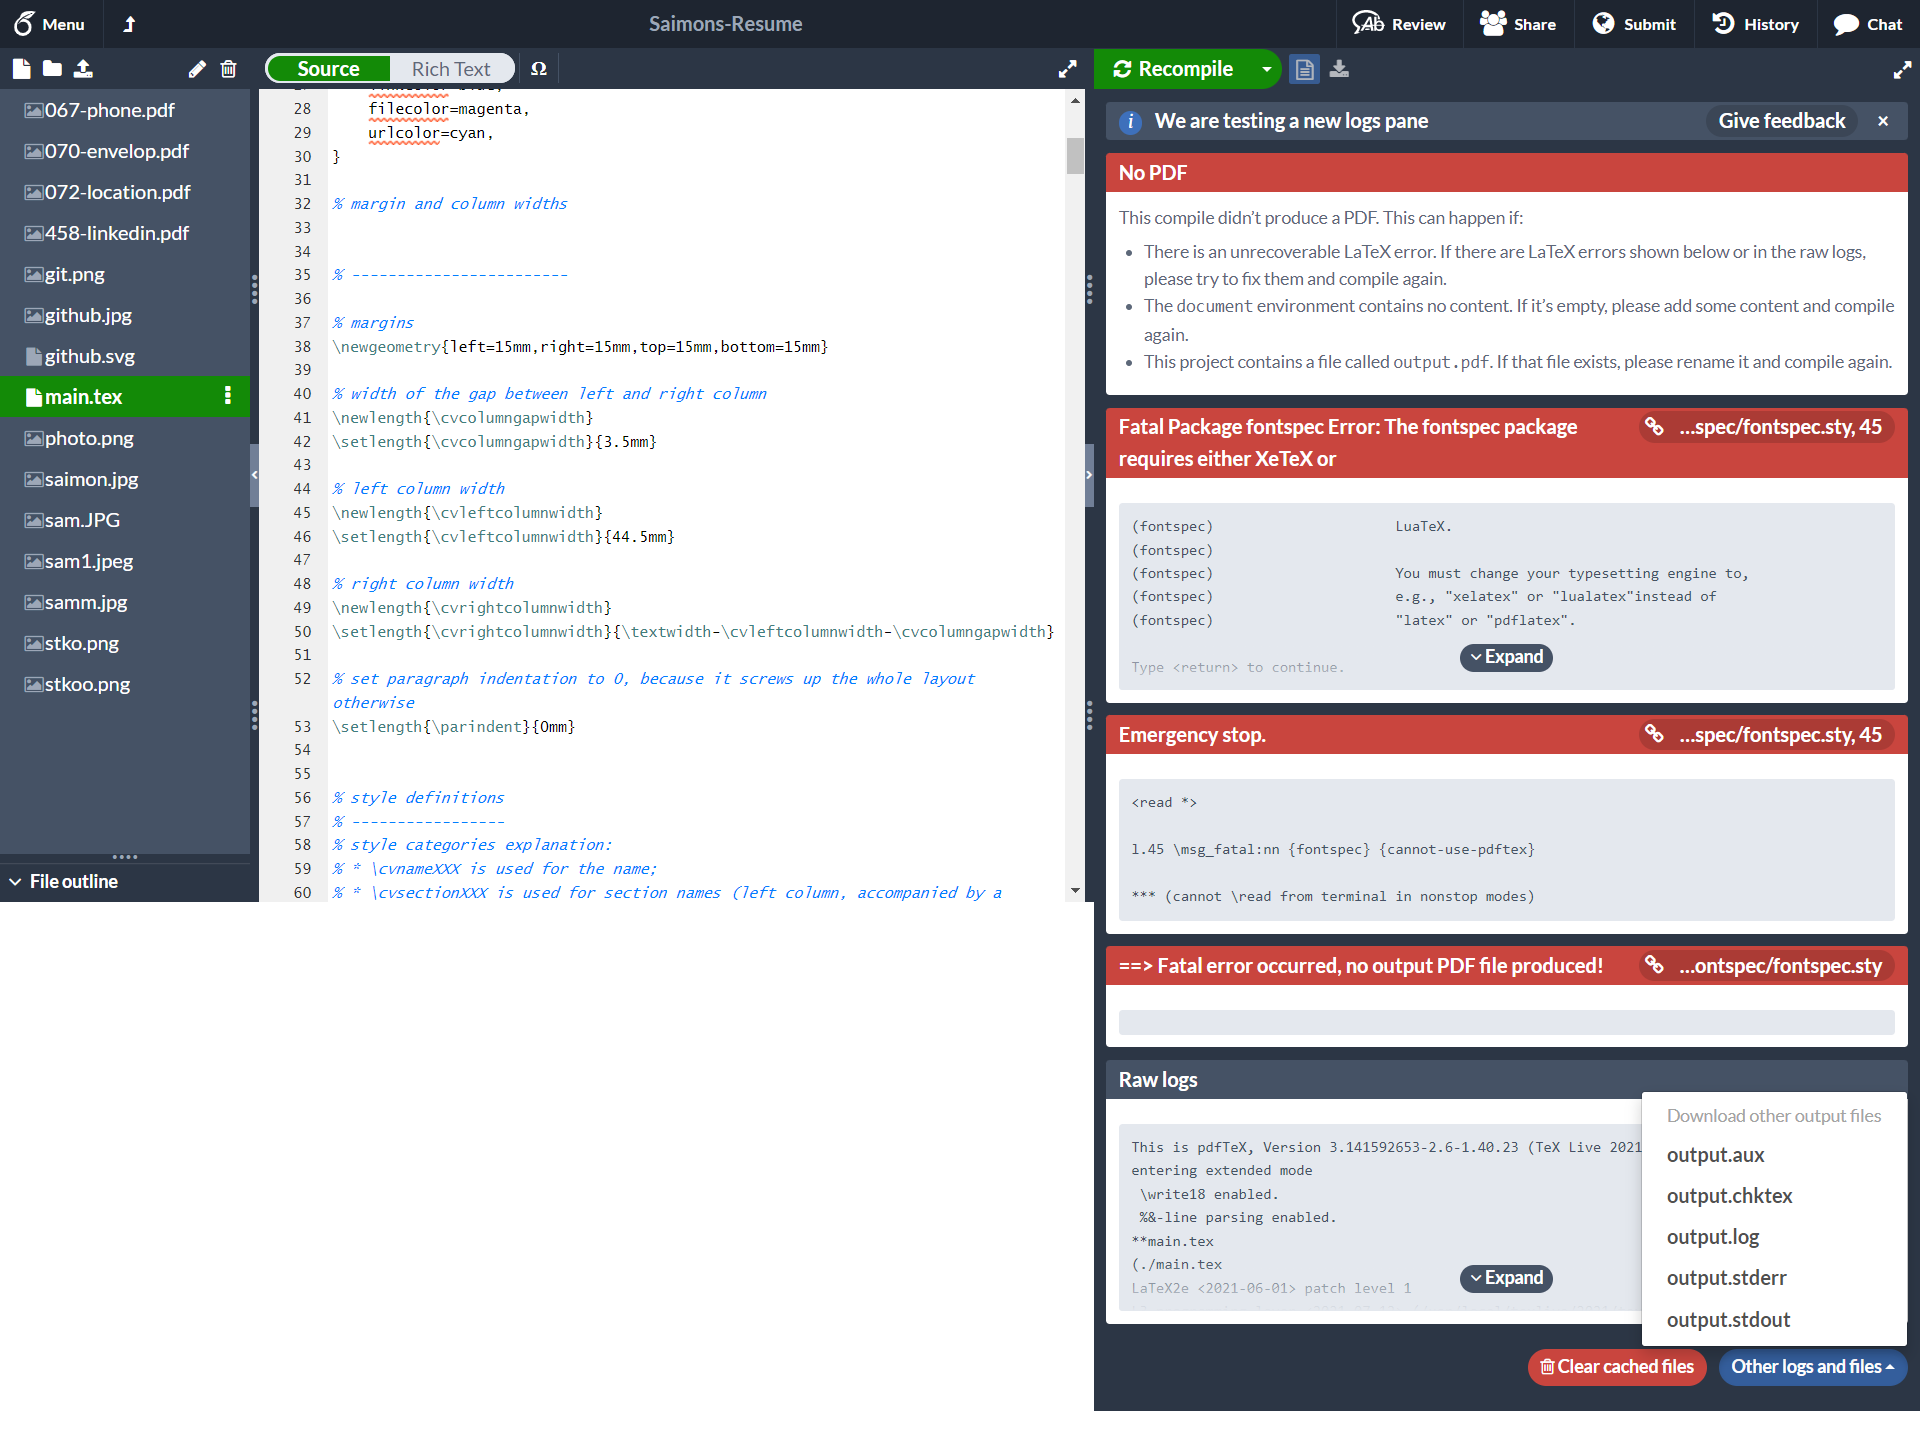 Menu
Saimons-Resume
Review
Share
Submit
History
Chat
Source
Rich Text
Ω
Recompile
067-phone.pdf
070-envelop.pdf
072-location.pdf
458-linkedin.pdf
git.png
github.jpg
github.svg
main.tex
photo.png
saimon.jpg
sam.JPG
sam1.jpeg
samm.jpg
stko.png
stkoo.png
File outline
28 filecolor=magenta,
29 urlcolor=cyan,
30 }
31
32 % margin and column widths
33
34
35 % ------------------------
36
37 % margins
38 \newgeometry{left=15mm,right=15mm,top=15mm,bottom=15mm}
39
40 % width of the gap between left and right column
41 \newlength{\cvcolumngapwidth}
42 \setlength{\cvcolumngapwidth}{3.5mm}
43
44 % left column width
45 \newlength{\cvleftcolumnwidth}
46 \setlength{\cvleftcolumnwidth}{44.5mm}
47
48 % right column width
49 \newlength{\cvrightcolumnwidth}
50 \setlength{\cvrightcolumnwidth}{\textwidth-\cvleftcolumnwidth-\cvcolumngapwidth}
51
52 % set paragraph indentation to 0, because it screws up the whole layout
otherwise
53 \setlength{\parindent}{0mm}
54
55
56 % style definitions
57 % -----------------
58 % style categories explanation:
59 % * \cvnameXXX is used for the name;
60 % * \cvsectionXXX is used for section names (left column, accompanied by a
We are testing a new logs pane
Give feedback ×
No PDF
This compile didn’t produce a PDF. This can happen if:
• There is an unrecoverable LaTeX error. If there are LaTeX errors shown below or in the raw logs,
please try to fix them and compile again.
• The document environment contains no content. If it’s empty, please add some content and compile
again.
• This project contains a file called output.pdf. If that file exists, please rename it and compile again.
Fatal Package fontspec Error: The fontspec package
requires either XeTeX or
...spec/fontspec.sty, 45
(fontspec) LuaTeX.
(fontspec)
(fontspec) You must change your typesetting engine to,
(fontspec) e.g., "xelatex" or "lualatex"instead of
(fontspec) "latex" or "pdflatex".
Type <return> to continue.
Expand
Emergency stop.
...spec/fontspec.sty, 45
<read *>
l.45 \msg_fatal:nn {fontspec} {cannot-use-pdftex}
*** (cannot \read from terminal in nonstop modes)
==> Fatal error occurred, no output PDF file produced!
...ontspec/fontspec.sty
Raw logs
This is pdfTeX, Version 3.141592653-2.6-1.40.23 (TeX Live 2021
entering extended mode
\write18 enabled.
%&-line parsing enabled.
**main.tex
(./main.tex
LaTeX2e <2021-06-01> patch level 1
Expand
Download other output files
output.aux
output.chktex
output.log
output.stderr
output.stdout
Clear cached files
Other logs and files